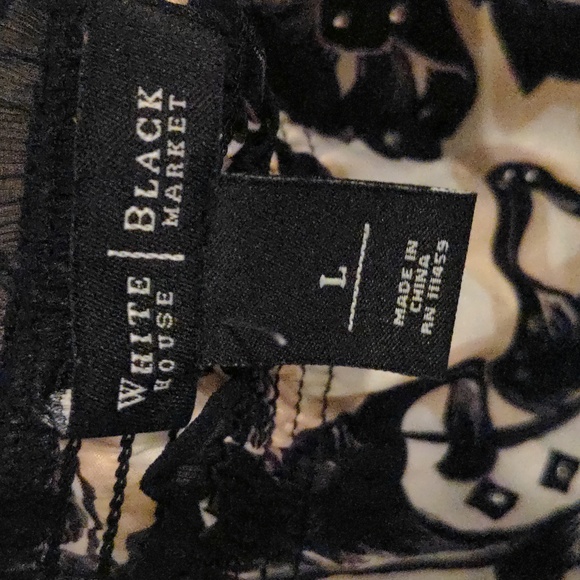 WHITE | BLACK
HOUSE | MARKET
L
MADE IN
CHINA
RN 111459